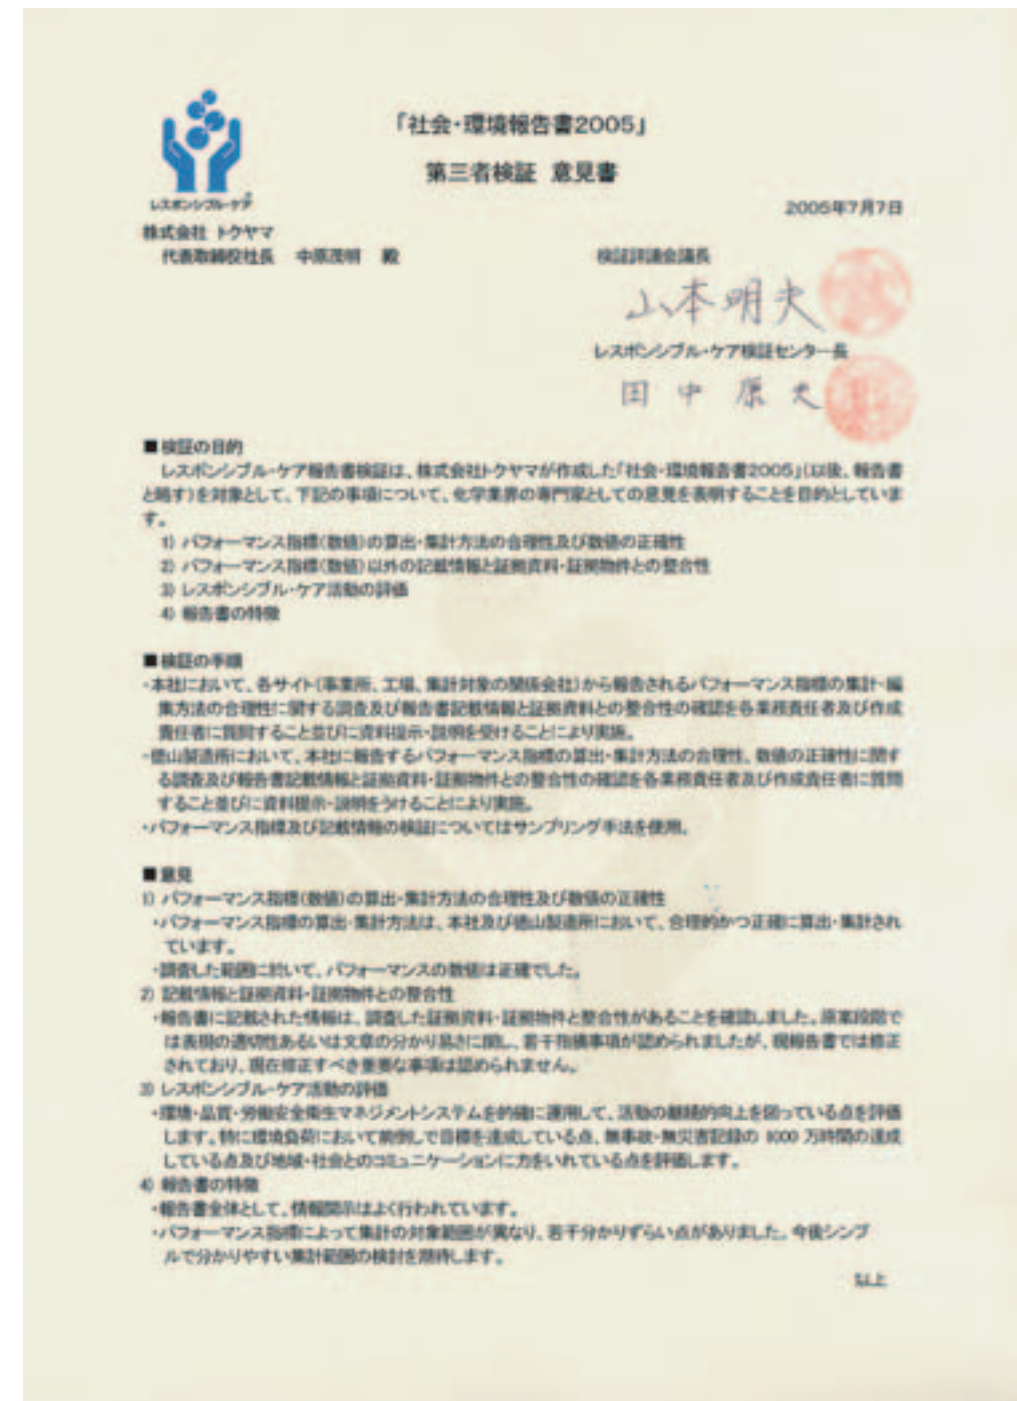 「社会・環境報告書2005」
第三者検証 意見書
レスポンシブル・ケア
2005年7月7日
株式会社 トクヤマ
代表取締役社長 中原茂明 殿
検証評議会議長
山本明夫
レスポンシブル・ケア検証センター長
田中康夫
■検証の目的
レスポンシブル・ケア報告書検証は、株式会社トクヤマが作成した「社会・環境報告書2005」(以後、報告書
と略す)を対象として、下記の事項について、化学業界の専門家としての意見を表明することを目的としていま
す。
1) パフォーマンス指標(数値)の算出・集計方法の合理性及び数値の正確性
2) パフォーマンス指標(数値)以外の記載情報と証拠資料・証拠物件との整合性
3) レスポンシブル・ケア活動の評価
4) 報告書の特徴
■検証の手順
・本社において、各サイト(事業所、工場、集計対象の関係会社)から報告されるパフォーマンス指標の集計・編
集方法の合理性に関する調査及び報告書記載情報と証拠資料との整合性の確認を各業務責任者及び作成
責任者に質問すること並びに資料提示・説明を受けることにより実施。
・徳山製造所において、本社に報告するパフォーマンス指標の算出・集計方法の合理性、数値の正確性に関す
る調査及び報告書記載情報と証拠資料・証拠物件との整合性の確認を各業務責任者及び作成責任者に質問
すること並びに資料提示・説明をうけることにより実施。
・パフォーマンス指標及び記載情報の検証についてはサンプリング手法を使用。
■意見
1) パフォーマンス指標(数値)の算出・集計方法の合理性及び数値の正確性
・パフォーマンス指標の算出・集計方法は、本社及び徳山製造所において、合理的かつ正確に算出・集計され
ています。
・調査した範囲に於いて、パフォーマンスの数値は正確でした。
2) 記載情報と証拠資料・証拠物件との整合性
・報告書に記載された情報は、調査した証拠資料・証拠物件と整合性があることを確認しました。原案段階で
は表現の適切性あるいは文章の分かり易さに関し、若干指摘事項が認められましたが、現報告書では修正
されており、現在修正すべき重要な事項は認められません。
3) レスポンシブル・ケア活動の評価
・環境・品質・労働安全衛生マネジメントシステムを的確に運用して、活動の継続的向上を図っている点を評価
します。特に環境負荷において前倒しで目標を達成している点、無事故・無災害記録の 1000 万時間の達成
している点及び地域・社会とのコミュニケーションに力をいれている点を評価します。
4) 報告書の特徴
・報告書全体として、情報開示はよく行われています。
・パフォーマンス指標によって集計の対象範囲が異なり、若干分かりずらい点がありました。今後シンプ
ルで分かりやすい集計範囲の検討を期待します。
以上